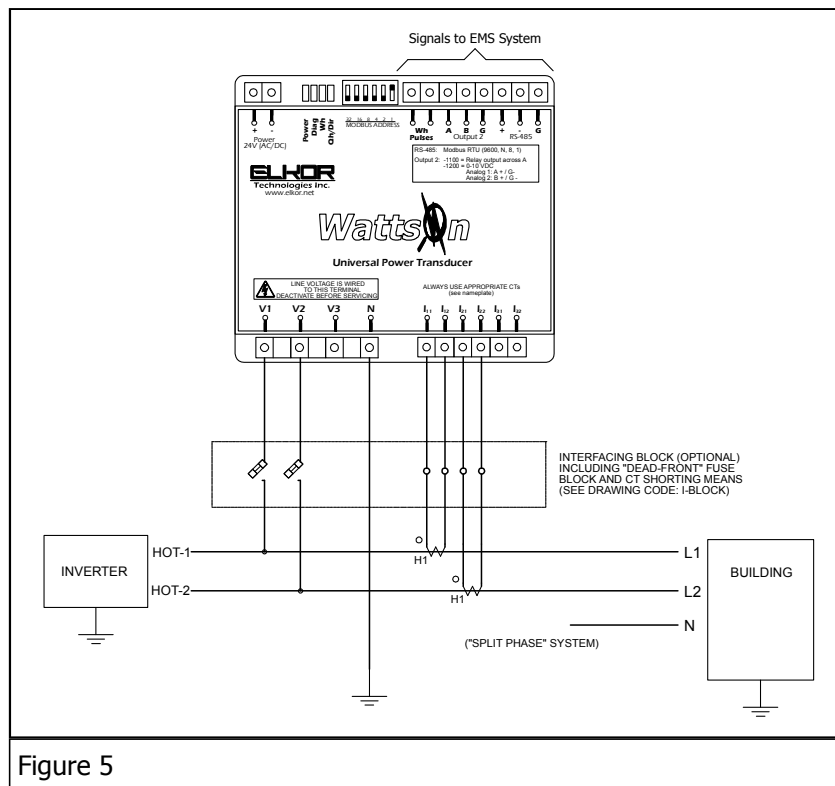 Signals to EMS System
+ -
Power
24V (AC/DC)
Power
Diag
Wh
Qh/Dir
32 16 8 4 2 1
MODBUS ADDRESS
Wh
Pulses
A B G
Output 2
+ - G
RS-485
RS-485: Modbus RTU (9600, N, 8, 1)
Output 2: -1100 = Relay output across A
-1200 = 0-10 VDC
Analog 1: A + / G-
Analog 2: B + / G -
ELKOR
Technologies Inc.
www.elkor.net
WattsOn
Universal Power Transducer
LINE VOLTAGE IS WIRED
TO THIS TERMINAL
DEACTIVATE BEFORE SERVICING
ALWAYS USE APPROPRIATE CTs
(see nameplate)
V1 V2 V3 N
I11 I12 I21 I22 I31 I32
INTERFACING BLOCK (OPTIONAL)
INCLUDING "DEAD-FRONT" FUSE
BLOCK AND CT SHORTING MEANS
(SEE DRAWING CODE: I-BLOCK)
INVERTER
HOT-1
HOT-2
H1
H1
L1
L2
N
BUILDING
("SPLIT PHASE" SYSTEM)
Figure 5